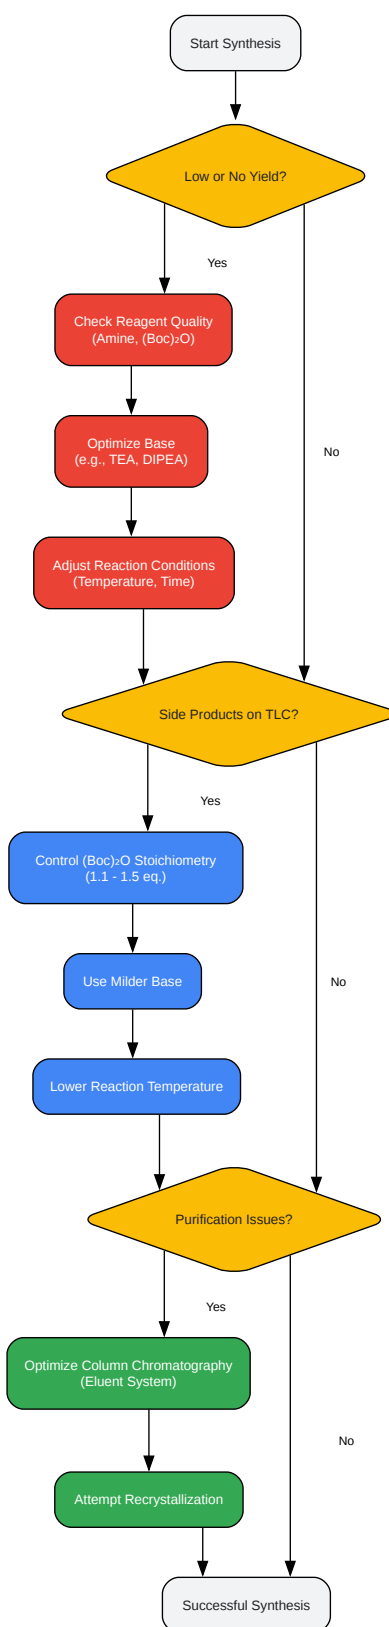 Start Synthesis
Low or No Yield?
Yes
Check Reagent Quality
(Amine, (Boc)₂O)
Optimize Base
(e.g., TEA, DIPEA)
No
Adjust Reaction Conditions
(Temperature, Time)
Side Products on TLC?
Yes
Control (Boc)₂O Stoichiometry
(1.1 - 1.5 eq.)
Use Milder Base
No
Lower Reaction Temperature
Purification Issues?
Yes
Optimize Column Chromatography
(Eluent System)
No
Attempt Recrystallization
Successful Synthesis